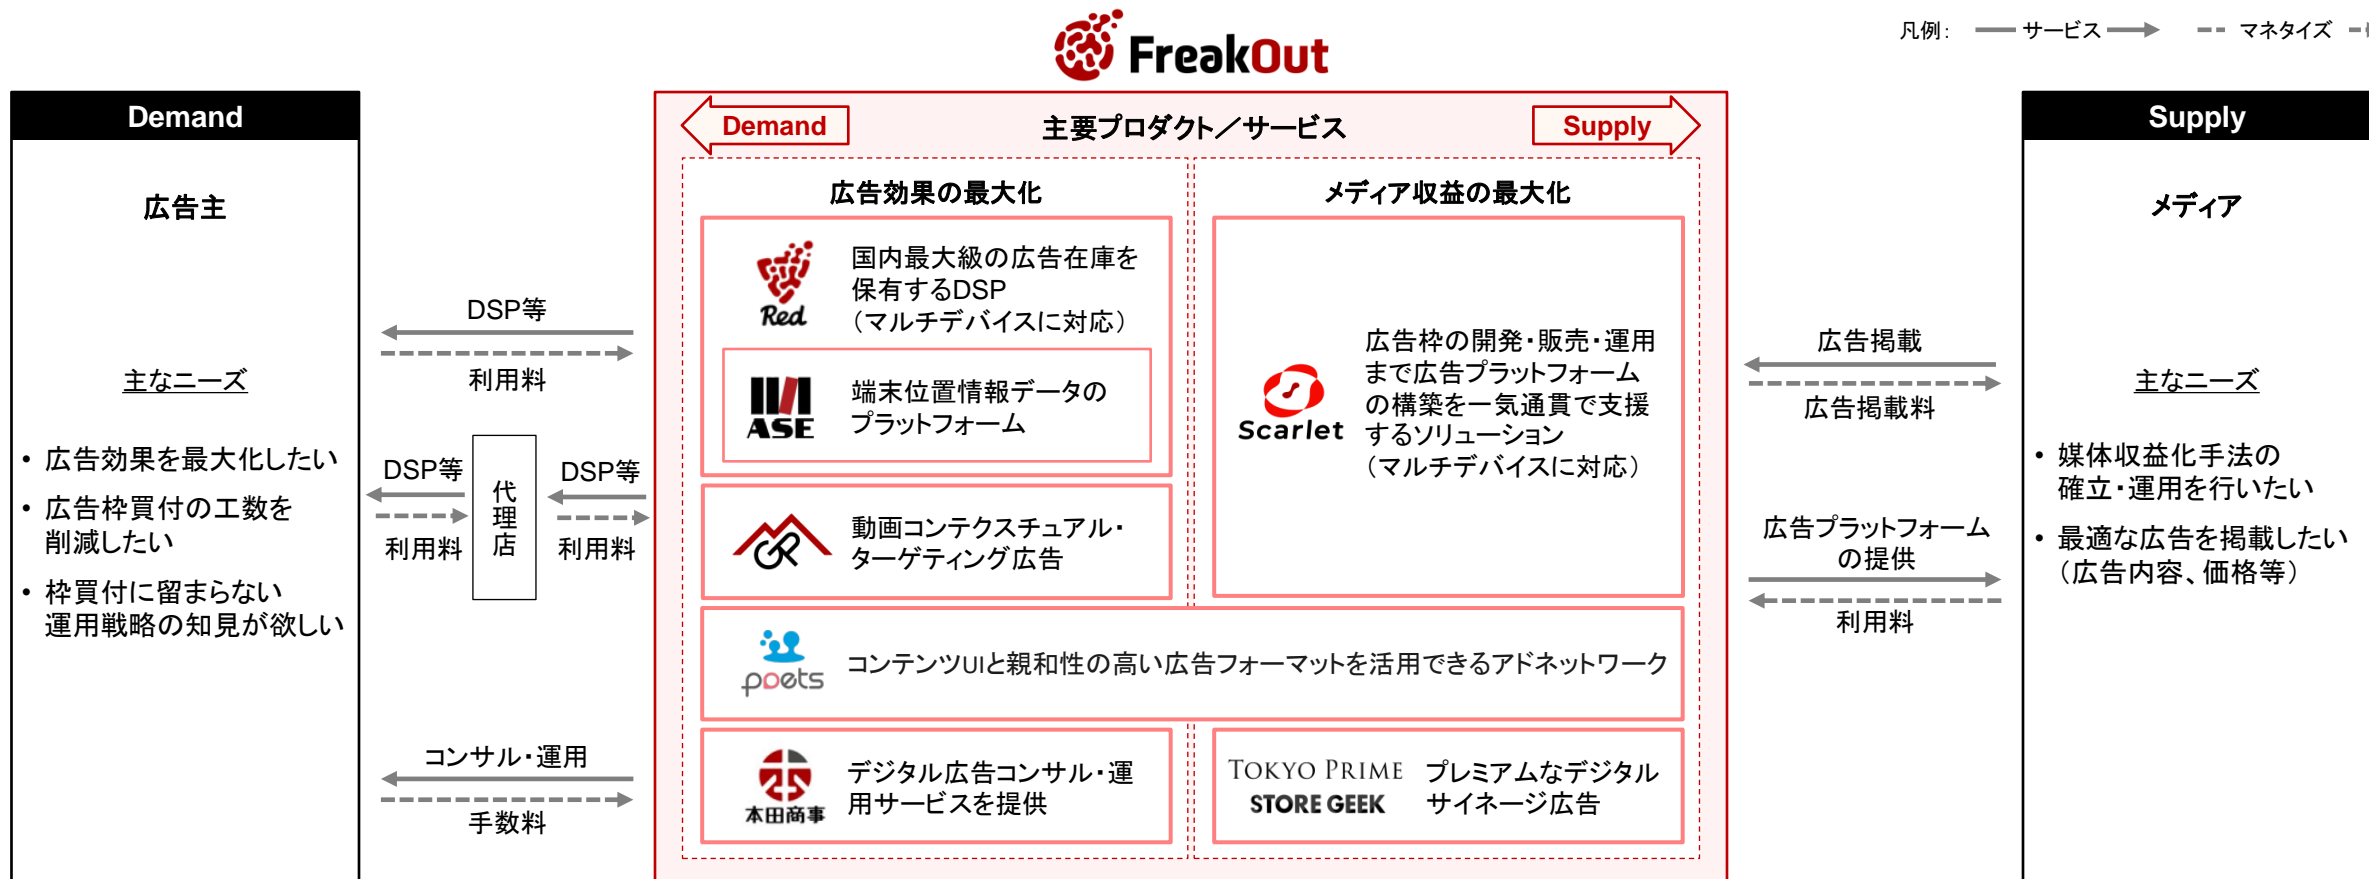 FreakOut
凡例： サービス マネタイズ
Demand
広告主
主なニーズ
• 広告効果を最大化したい
• 広告枠買付の工数を
削減したい
• 枠買付に留まらない
運用戦略の知見が欲しい
DSP等
利用料
DSP等
利用料
代理店
DSP等
利用料
コンサル・運用
手数料
Demand
主要プロダクト／サービス
Supply
広告効果の最大化
Red
国内最大級の広告在庫を
保有するDSP
（マルチデバイスに対応）
ASE
端末位置情報データの
プラットフォーム
GR
動画コンテクスチュアル・
ターゲティング広告
メディア収益の最大化
Scarlet
広告枠の開発・販売・運用
まで広告プラットフォーム
の構築を一気通貫で支援
するソリューション
（マルチデバイスに対応）
poets
コンテンツUIと親和性の高い広告フォーマットを活用できるアドネットワーク
本田商事
デジタル広告コンサル・運
用サービスを提供
TOKYO PRIME
STORE GEEK
プレミアムなデジタル
サイネージ広告
広告掲載
広告掲載料
広告プラットフォーム
の提供
利用料
Supply
メディア
主なニーズ
• 媒体収益化手法の
確立・運用を行いたい
• 最適な広告を掲載したい
（広告内容、価格等）